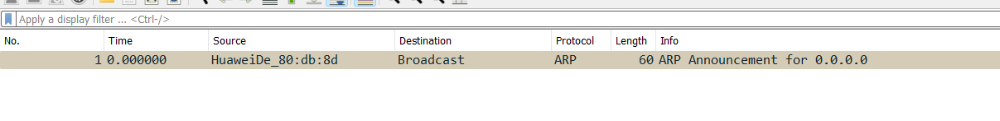 Apply a display filter ... <Ctrl-/>
No. Time Source Destination Protocol Length Info
1 0.000000 HuaweiDe_80:db:8d Broadcast ARP 60 ARP Announcement for 0.0.0.0